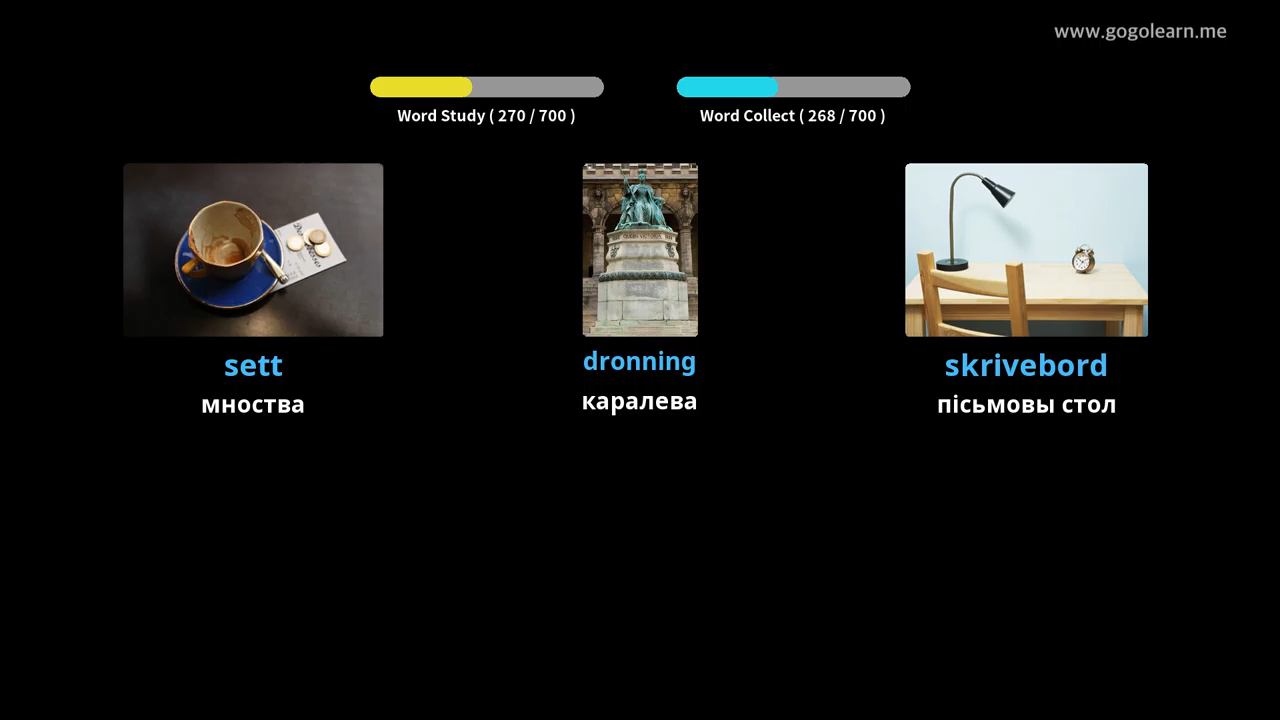 www.gogolearn.me
Word Study ( 270 / 700 )
Word Collect ( 268 / 700 )
sett
dronning
skrivebord
мноства
каралева
пісьмовы стол